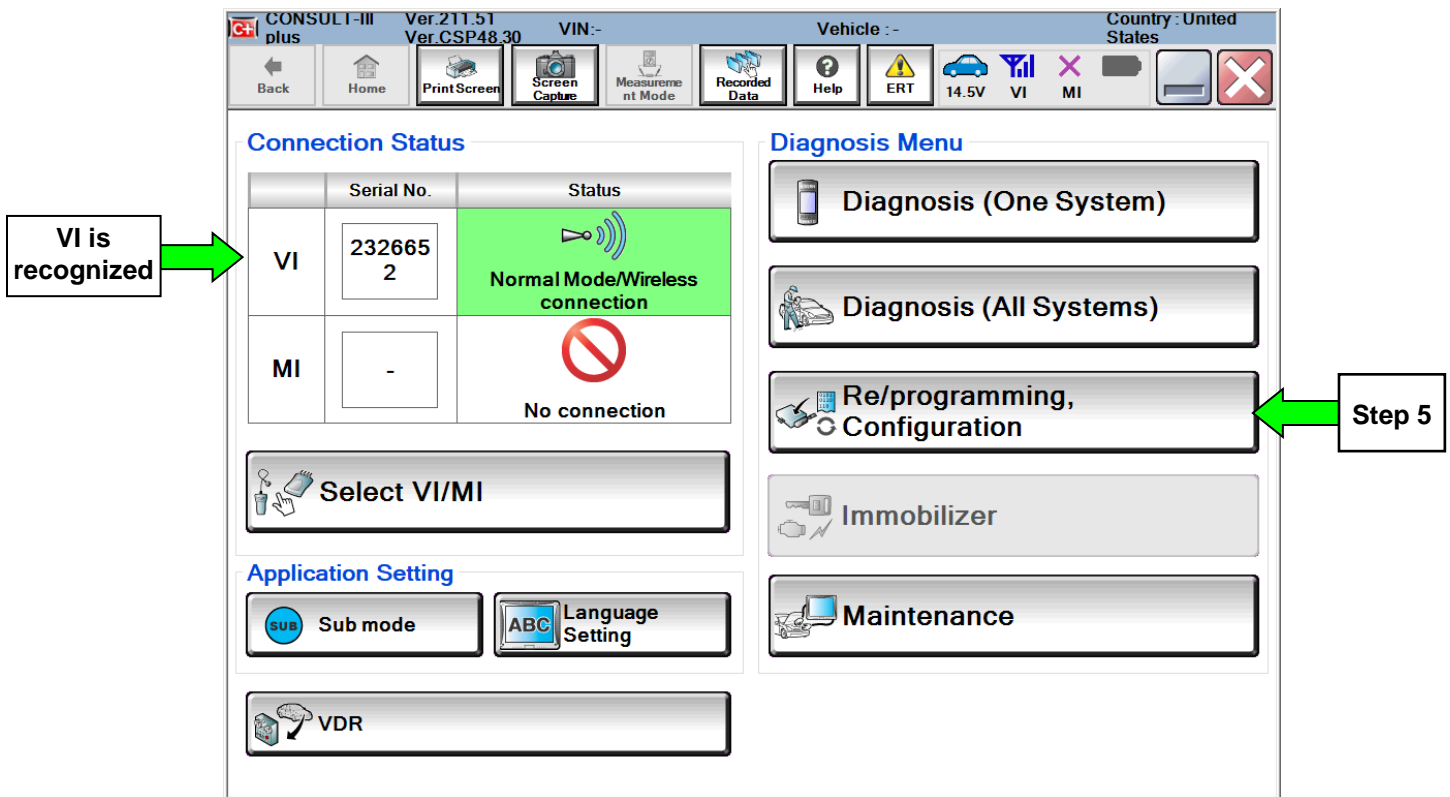 CONSULT-III plus
Ver.211.51
Ver.CSP48.30
VIN:-
Vehicle : -
Country : United States
Back
Home
Print Screen
Screen Capture
Measureme
nt Mode
Recorded Data
Help
ERT
14.5V
VI
MI
Connection Status
Serial No.
Status
VI
232665
2
Normal Mode/Wireless
connection
MI
-
No connection
Select VI/MI
Application Setting
SUB
Sub mode
ABC
Language
Setting
VDR
Diagnosis Menu
Diagnosis (One System)
Diagnosis (All Systems)
Re/programming,
Configuration
Immobilizer
Maintenance
VI is
recognized
Step 5